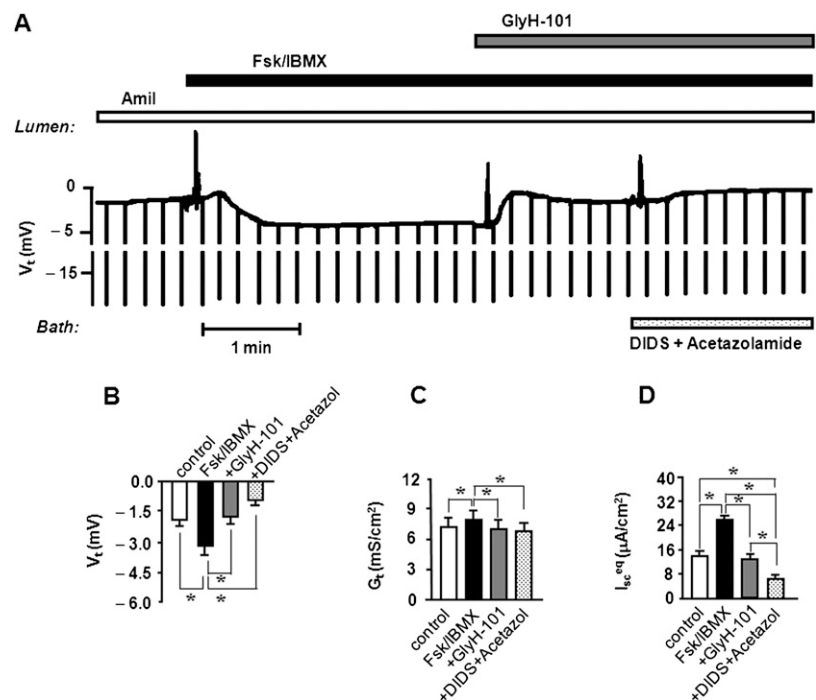 A
GlyH-101
Fsk/IBMX
Amil
Lumen:
0
– 5
– 15
Vt (mV)
Bath:
1 min
DIDS + Acetazolamide
B
control
Fsk/IBMX
+GlyH-101
+DIDS+Acetazol
0.0
– 1.5
– 3.0
– 4.5
– 6.0
Vt (mV)
*
*
*
C
12
9
6
3
0
Gt (mS/cm²)
*
*
*
control
Fsk/IBMX
+GlyH-101
+DIDS+Acetazol
D
40
32
24
16
8
0
Isc eq (µA/cm²)
*
*
*
*
*
control
Fsk/IBMX
+GlyH-101
+DIDS+Acetazol